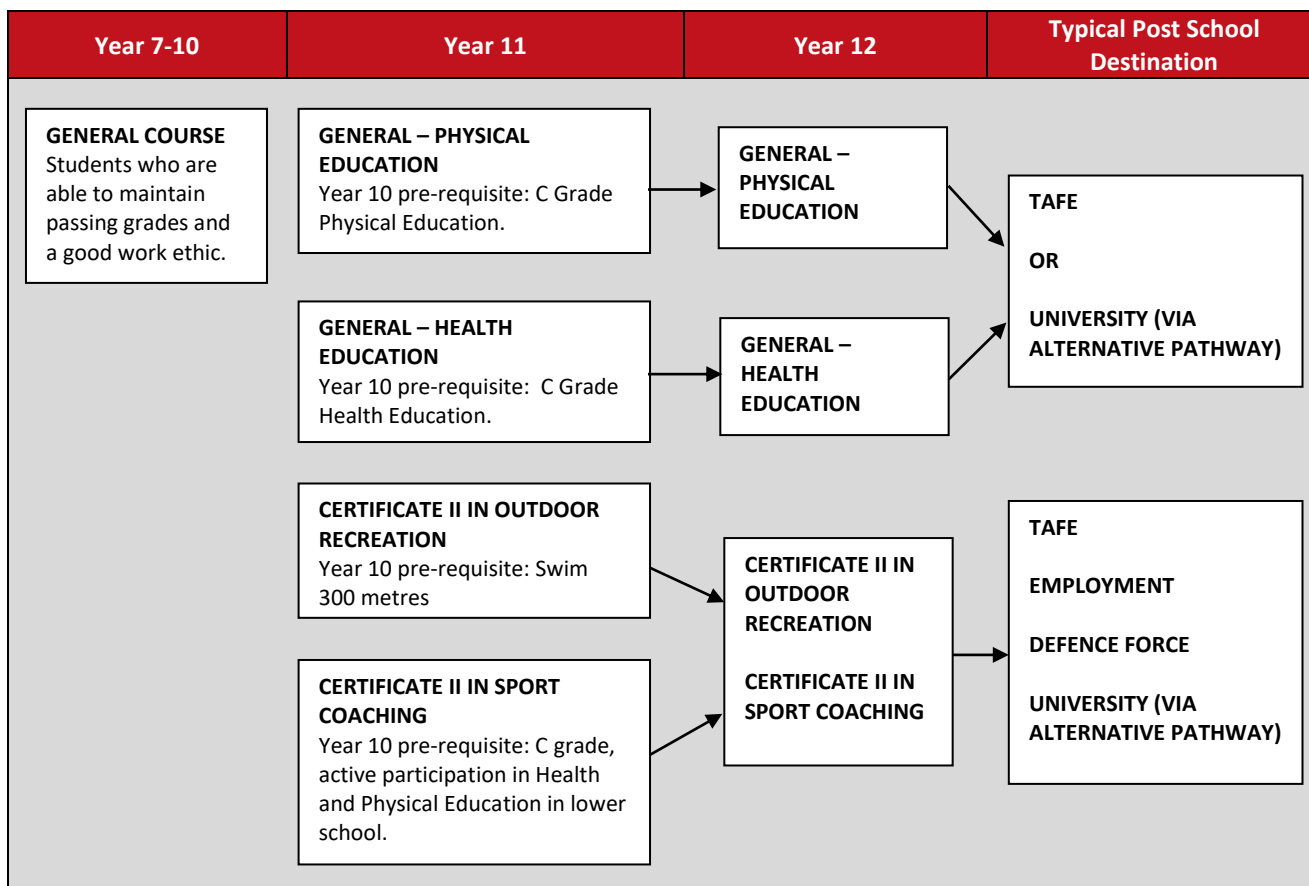 Year 7-10
Year 11
Year 12
Typical Post School
Destination
GENERAL COURSE
Students who are
able to maintain
passing grades and
a good work ethic.
GENERAL – PHYSICAL
EDUCATION
Year 10 pre-requisite: C Grade
Physical Education.
GENERAL –
PHYSICAL
EDUCATION
TAFE
OR
UNIVERSITY (VIA
ALTERNATIVE PATHWAY)
GENERAL – HEALTH
EDUCATION
Year 10 pre-requisite:  C Grade
Health Education.
GENERAL –
HEALTH
EDUCATION
CERTIFICATE II IN OUTDOOR
RECREATION
Year 10 pre-requisite: Swim
300 metres
CERTIFICATE II IN SPORT
COACHING
Year 10 pre-requisite: C grade,
active participation in Health
and Physical Education in lower
school.
CERTIFICATE II IN
OUTDOOR
RECREATION
CERTIFICATE II IN
SPORT COACHING
TAFE
EMPLOYMENT
DEFENCE FORCE
UNIVERSITY (VIA
ALTERNATIVE PATHWAY)